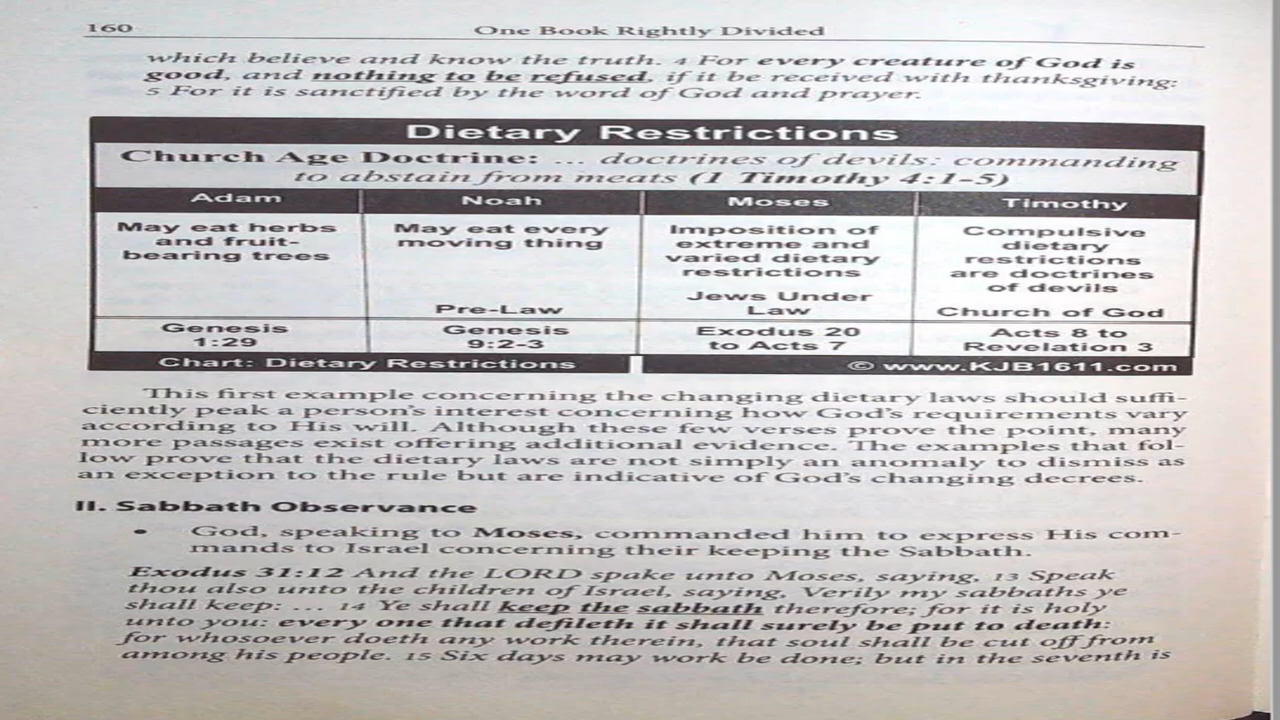 160
One Book Rightly Divided
which believe and know the truth. 4 For every creature of God is
good, and nothing to be refused, if it be received with thanksgiving:
5 For it is sanctified by the word of God and prayer.
Dietary Restrictions
Church Age Doctrine: ... doctrines of devils: commanding
to abstain from meats (1 Timothy 4:1-5)
Adam
May eat herbs
and fruit-
bearing trees
Genesis
1:29
Noah
May eat every
moving thing
Pre-Law
Genesis
9:2-3
Moses
Imposition of
extreme and
varied dietary
restrictions
Jews Under
Law
Exodus 20
to Acts 7
Timothy
Compulsive
dietary
restrictions
are doctrines
of devils
Church of God
Acts 8 to
Revelation 3
Chart: Dietary Restrictions
© www.KJB1611.com
This first example concerning the changing dietary laws should suffi-
ciently peak a person's interest concerning how God's requirements vary
according to His will. Although these few verses prove the point, many
more passages exist offering additional evidence. The examples that fol-
low prove that the dietary laws are not simply an anomaly to dismiss as
an exception to the rule but are indicative of God's changing decrees.
II. Sabbath Observance
• God, speaking to Moses, commanded him to express His com-
mands to Israel concerning their keeping the Sabbath.
Exodus 31:12 And the LORD spake unto Moses, saying, 13 Speak
thou also unto the children of Israel, saying, Verily my sabbaths ye
shall keep: ... 14 Ye shall keep the sabbath therefore; for it is holy
unto you: every one that defileth it shall surely be put to death:
for whosoever doeth any work therein, that soul shall be cut off from
among his people. 15 Six days may work be done; but in the seventh is